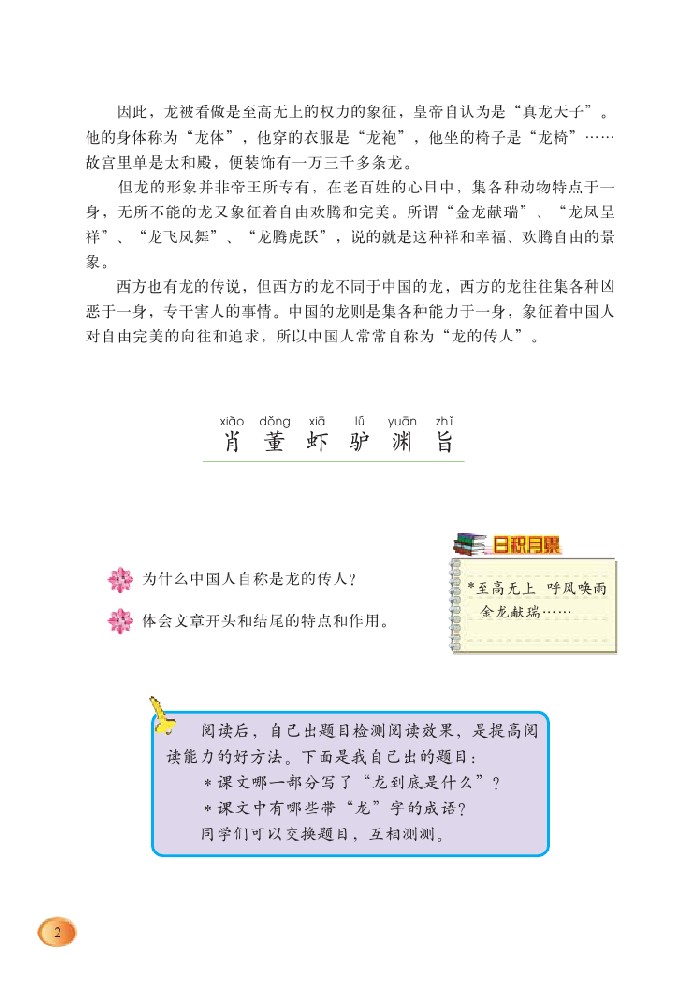 因此，龙被看做是至高无上的权力的象征，皇帝自认为是“真龙天子”。
他的身体称为“龙体”，他穿的衣服是“龙袍”，他坐的椅子是“龙椅”……
故宫里单是太和殿，便装饰有一万三千多条龙。
但龙的形象并非帝王所专有，在老百姓的心目中，集各种动物特点于一
身，无所不能的龙又象征着自由欢腾和完美。所谓“金龙献瑞”、“龙凤呈
祥”、“龙飞凤舞”、“龙腾虎跃”，说的就是这种祥和幸福、欢腾自由的景
象。
西方也有龙的传说，但西方的龙不同于中国的龙，西方的龙往往集各种凶
恶于一身，专干害人的事情。中国的龙则是集各种能力于一身，象征着中国人
对自由完美的向往和追求，所以中国人常常自称为“龙的传人”。
xiào dǒng xiā lǘ yuān zhǐ
肖 董 虾 驴 渊 旨
日积月累
为什么中国人自称是龙的传人？
*至高无上 呼风唤雨
金龙献瑞……
体会文章开头和结尾的特点和作用。
阅读后，自己出题目检测阅读效果，是提高阅
读能力的好方法。下面是我自己出的题目：
*课文哪一部分写了“龙到底是什么”？
*课文中有哪些带“龙”字的成语？
同学们可以交换题目，互相测测。
2